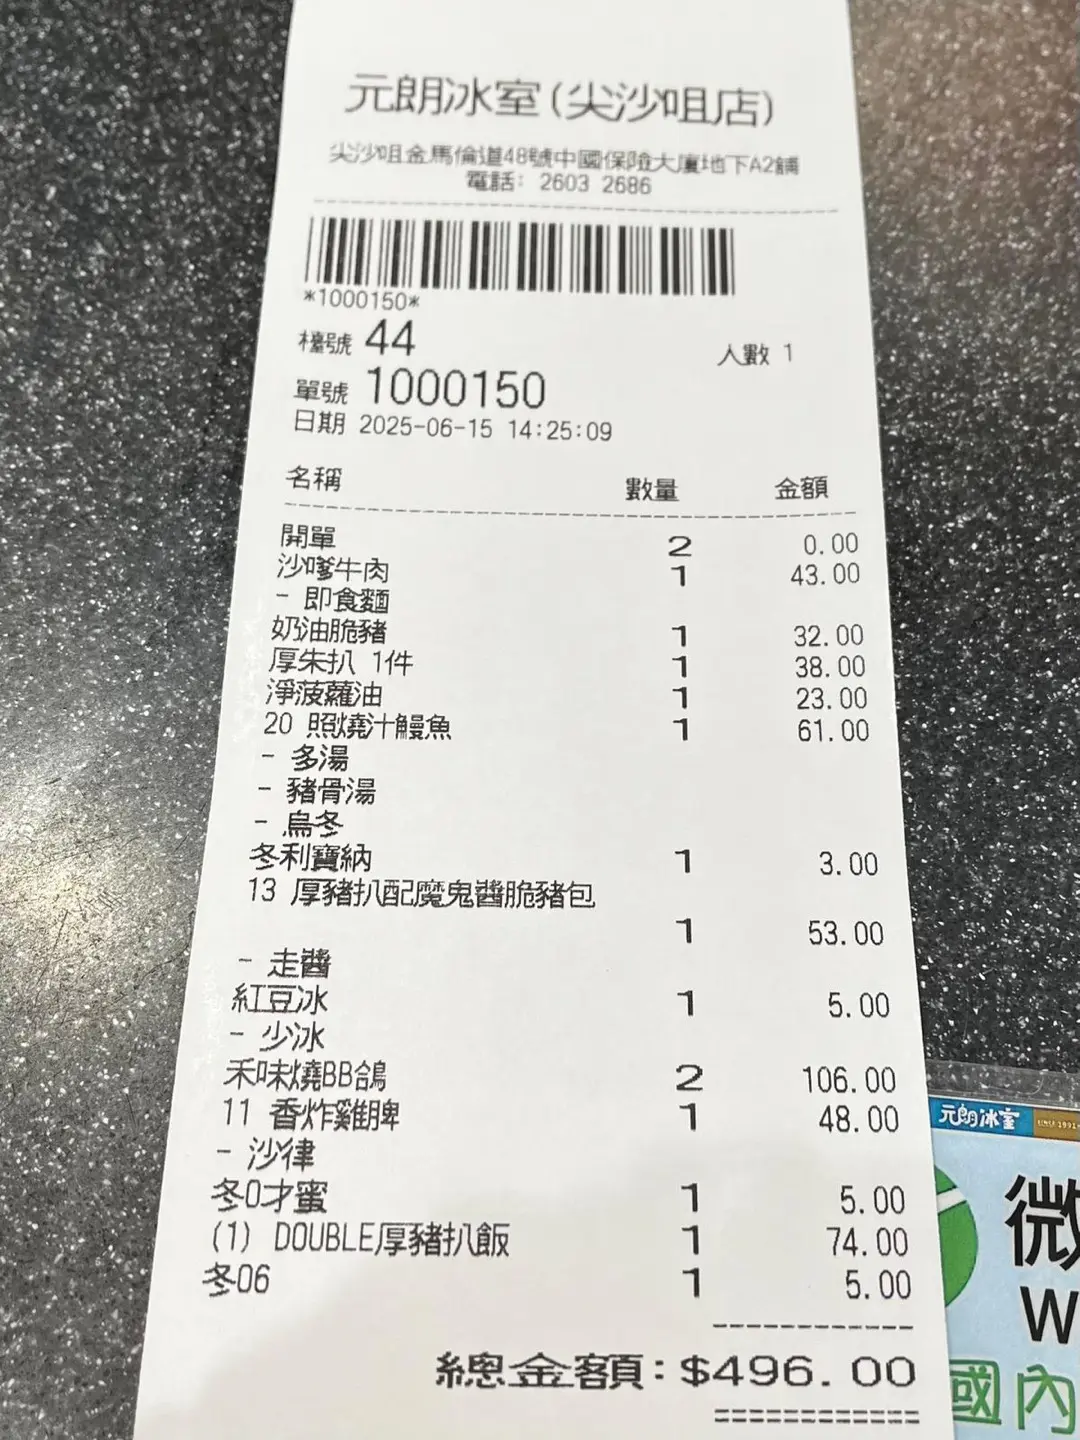 元朗冰室(尖沙咀店)
尖沙咀金馬倫道48號中國保險大廈地下A2舖
電話: 2603 2686
*1000150*
檯號 44 人數 1
單號 1000150
日期 2025-06-15 14:25:09
名稱 數量 金額
開單 2 0.00
沙嗲牛肉 1 43.00
- 即食麵
奶油脆豬 1 32.00
厚朱扒 1件 1 38.00
淨菠蘿油 1 23.00
20 照燒汁鰻魚 1 61.00
- 多湯
- 豬骨湯
- 烏冬
冬利寶納 1 3.00
13 厚豬扒配魔鬼醬脆豬包
1 53.00
- 走醬
紅豆冰 1 5.00
- 少冰
禾味燒BB鴿 2 106.00
11 香炸雞脾 1 48.00
- 沙律
冬0才蜜 1 5.00
(1) DOUBLE厚豬扒飯 1 74.00
冬06 1 5.00
總金額:$496.00
元朗冰室
微
W
國內